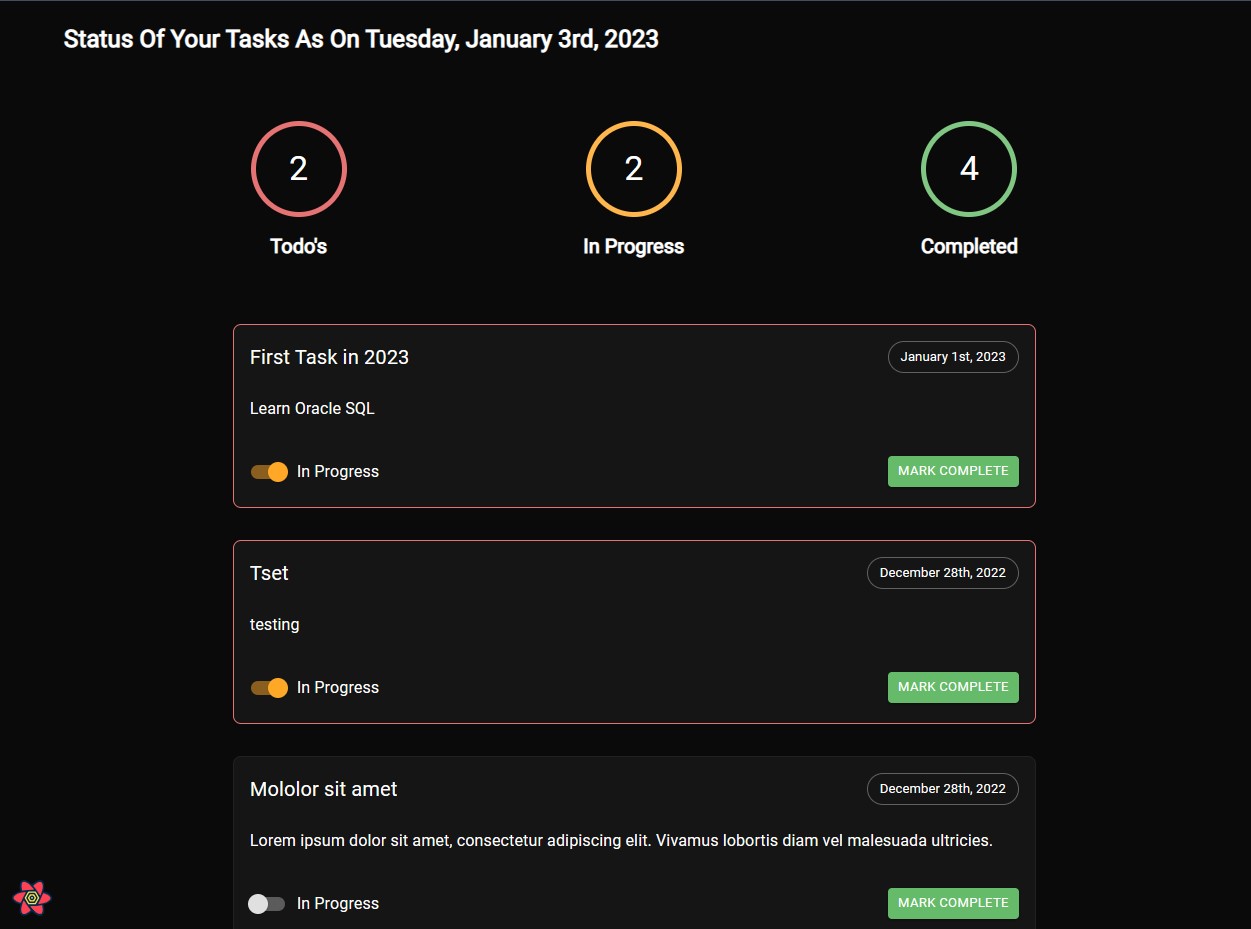 Status Of Your Tasks As On Tuesday, January 3rd, 2023
2 2 4
Todo's In Progress Completed
First Task in 2023 January 1st, 2023
Learn Oracle SQL
In Progress MARK COMPLETE
Tset December 28th, 2022
testing
In Progress MARK COMPLETE
Mololor sit amet December 28th, 2022
Lorem ipsum dolor sit amet, consectetur adipiscing elit. Vivamus lobortis diam vel malesuada ultricies.
In Progress MARK COMPLETE